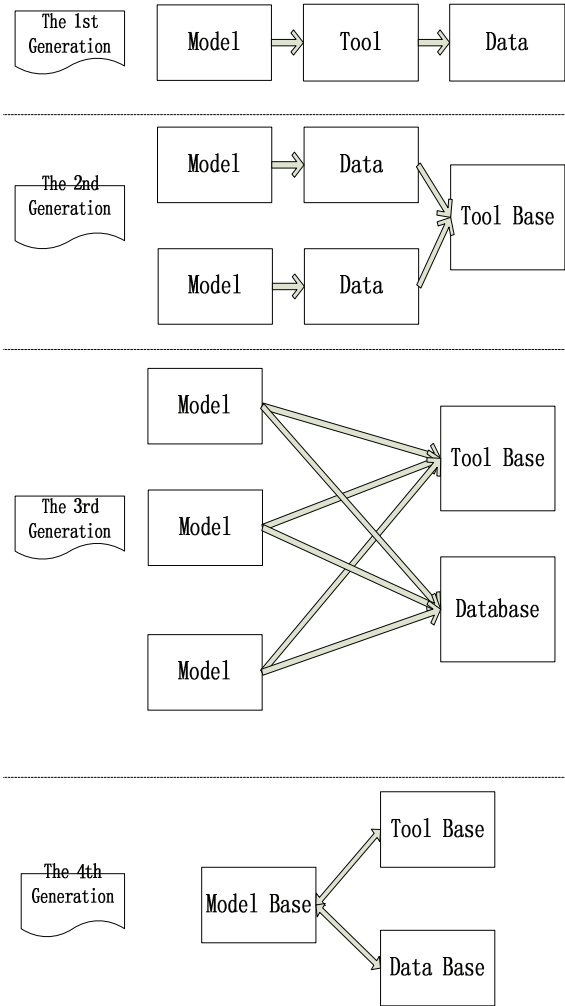 The 1st
Generation
Model
Tool
Data
The 2nd
Generation
Model
Data
Tool Base
Model
Data
The 3rd
Generation
Model
Tool Base
Model
Database
Model
The 4th
Generation
Tool Base
Model Base
Data Base